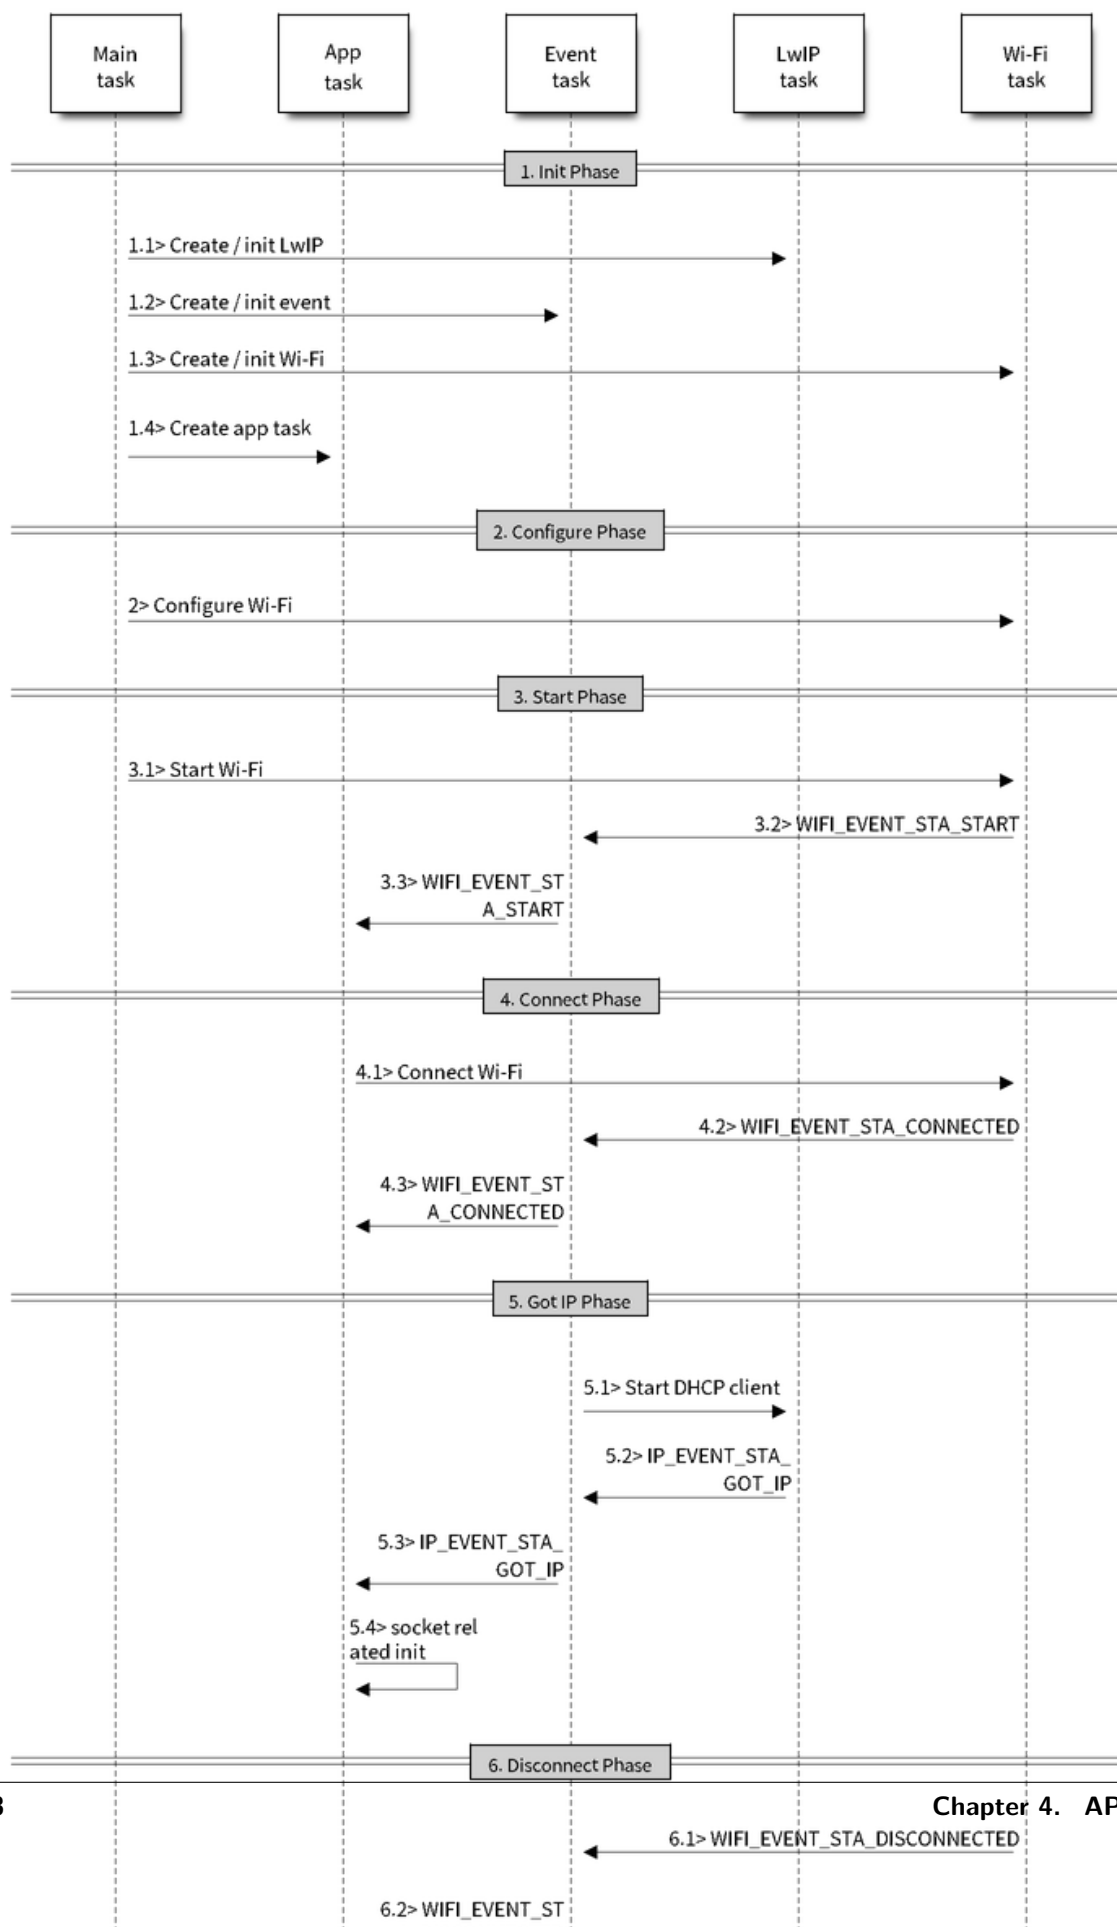 Main
task
App
task
Event
task
LwIP
task
Wi-Fi
task
1. Init Phase
1.1> Create / init LwIP
1.2> Create / init event
1.3> Create / init Wi-Fi
1.4> Create app task
2. Configure Phase
2> Configure Wi-Fi
3. Start Phase
3.1> Start Wi-Fi
3.2> WIFI_EVENT_STA_START
3.3> WIFI_EVENT_ST
A_START
4. Connect Phase
4.1> Connect Wi-Fi
4.2> WIFI_EVENT_STA_CONNECTED
4.3> WIFI_EVENT_ST
A_CONNECTED
5. Got IP Phase
5.1> Start DHCP client
5.2> IP_EVENT_STA_
GOT_IP
5.3> IP_EVENT_STA_
GOT_IP
5.4> socket rel
ated init
6. Disconnect Phase
Chapter 4. AP
6.1> WIFI_EVENT_STA_DISCONNECTED
6.2> WIFI_EVENT_ST